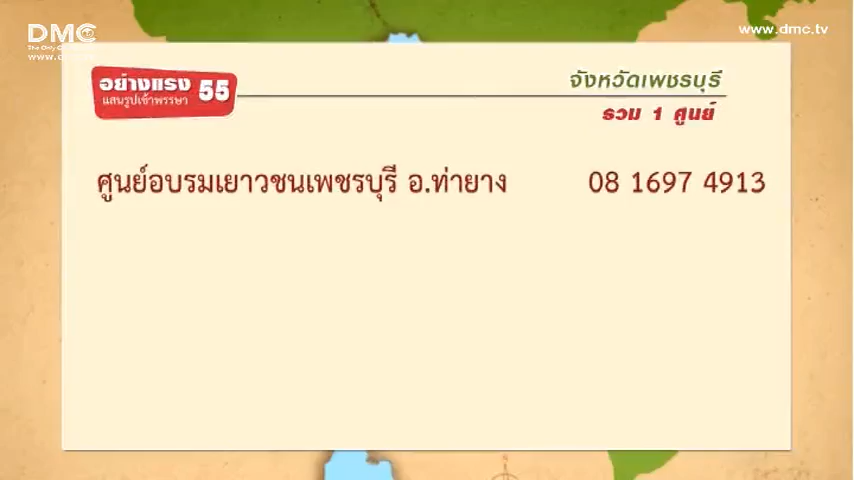 DMC
www.dmc.tv
อย่างแรง 55
แสนรูปเข้าพรรษา
จังหวัดเพชรบุรี
รวม 1 ศูนย์
ศูนย์อบรมเยาวชนเพชรบุรี อ.ท่ายาง 08 1697 4913